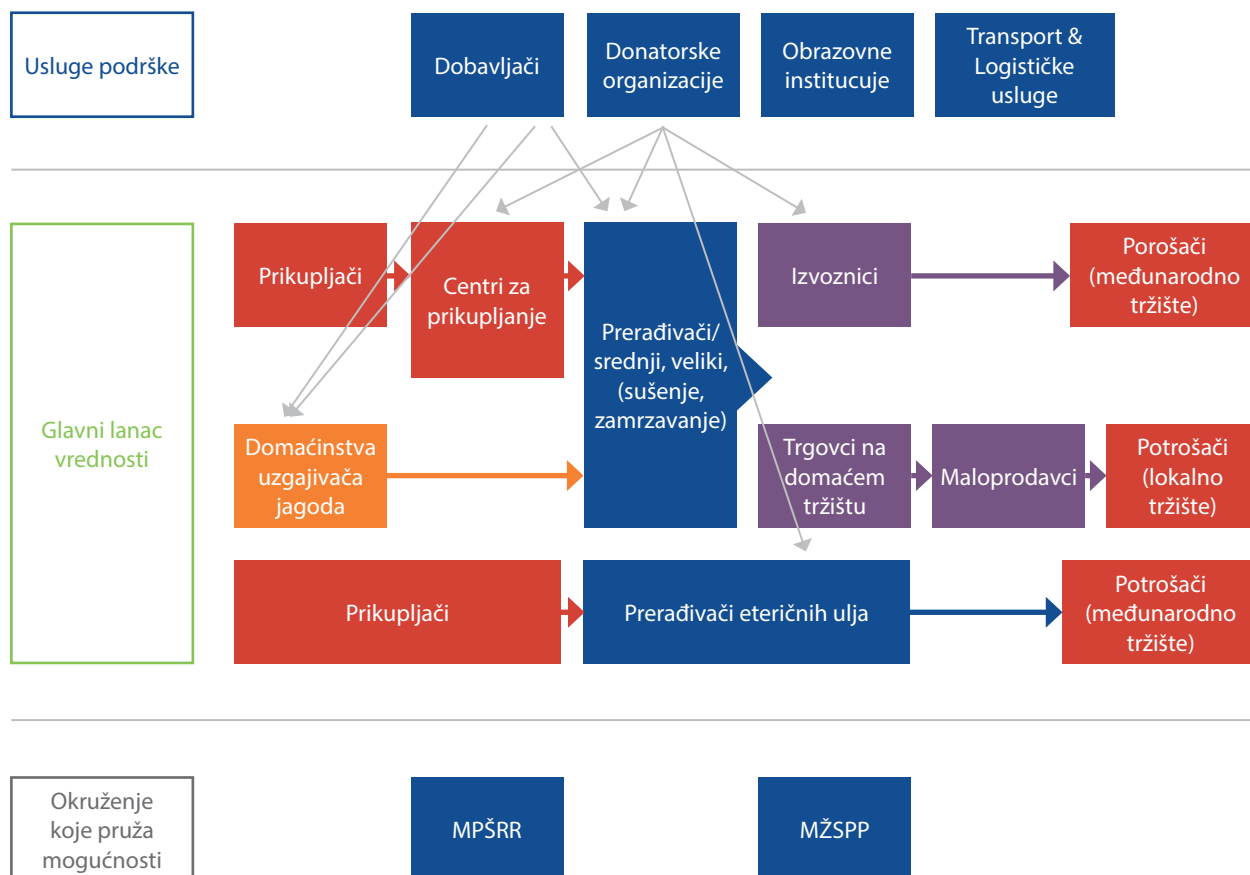 Usluge podrške
Dobavljači
Donatorske
organizacije
Obrazovne
institucuje
Transport &
Logističke
usluge
Glavni lanac
vrednosti
Prikupljači
Centri za
prikupljanje
Prerađivači/
srednji, veliki,
(sušenje,
zamrzavanje)
Izvoznici
Porošači
(međunarodno
tržište)
Domaćinstva
uzgajivača
jagoda
Trgovci na
domaćem
tržištu
Maloprodavci
Potrošači
(lokalno
tržište)
Prikupljači
Prerađivači eteričnih ulja
Potrošači
(međunarodno
tržište)
Okruženje
koje pruža
mogućnosti
MPŠRR
MŽSPP